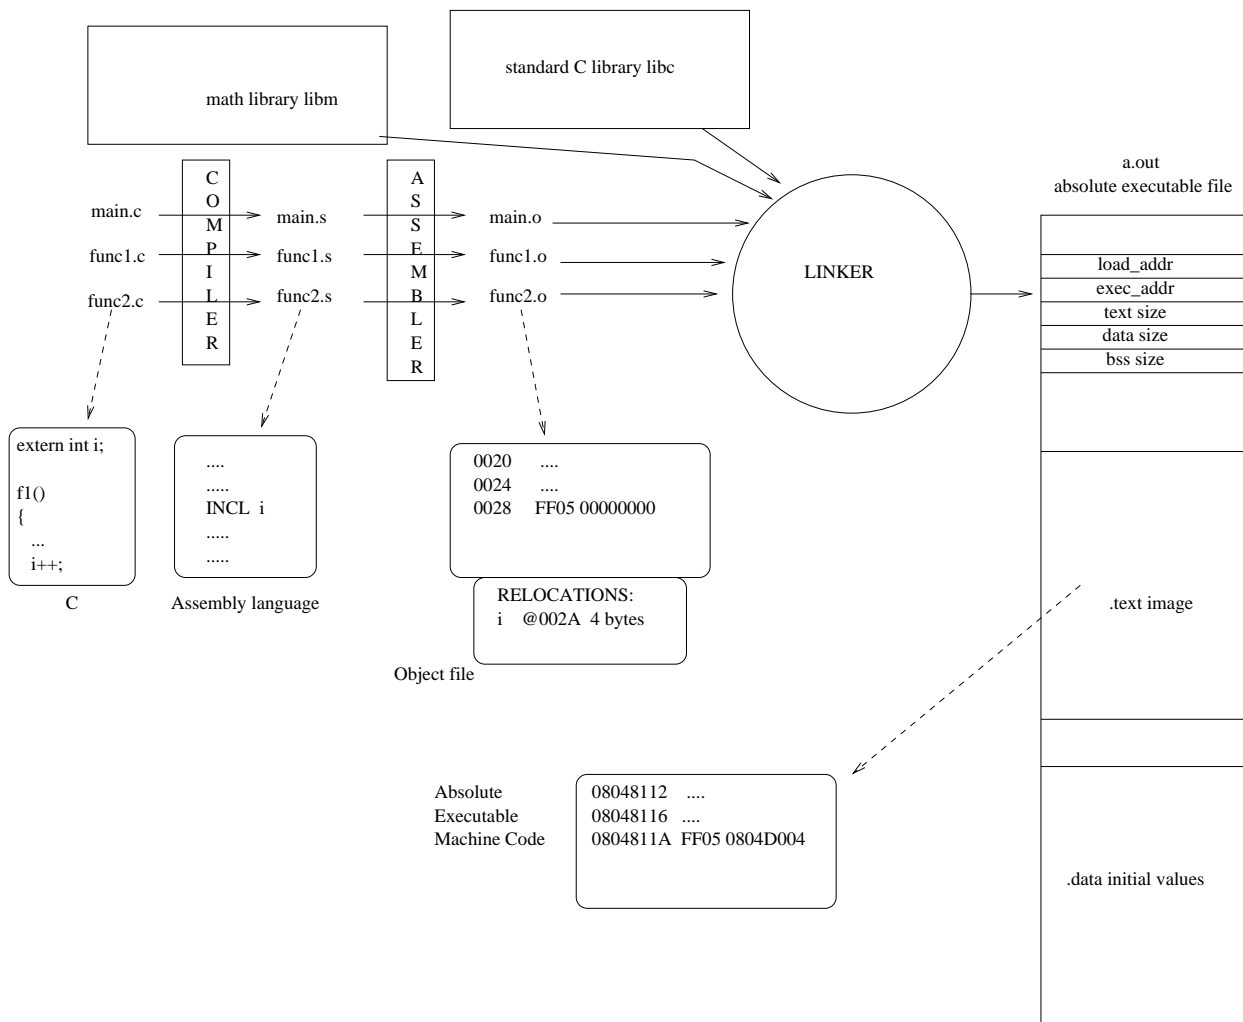 standard C library libc
math library libm
a.out
absolute executable file
COMPILER
ASSEMBLER
main.c
main.s
main.o
func1.c
func1.s
func1.o
func2.c
func2.s
func2.o
LINKER
load_addr
exec_addr
text size
data size
bss size
extern int i;
f1()
{
...
i++;
C
....
.....
INCL i
.....
.....
Assembly language
0020 ....
0024 ....
0028 FF05 00000000
RELOCATIONS:
i @002A 4 bytes
Object file
.text image
Absolute
Executable
Machine Code
08048112 ....
08048116 ....
0804811A FF05 0804D004
.data initial values